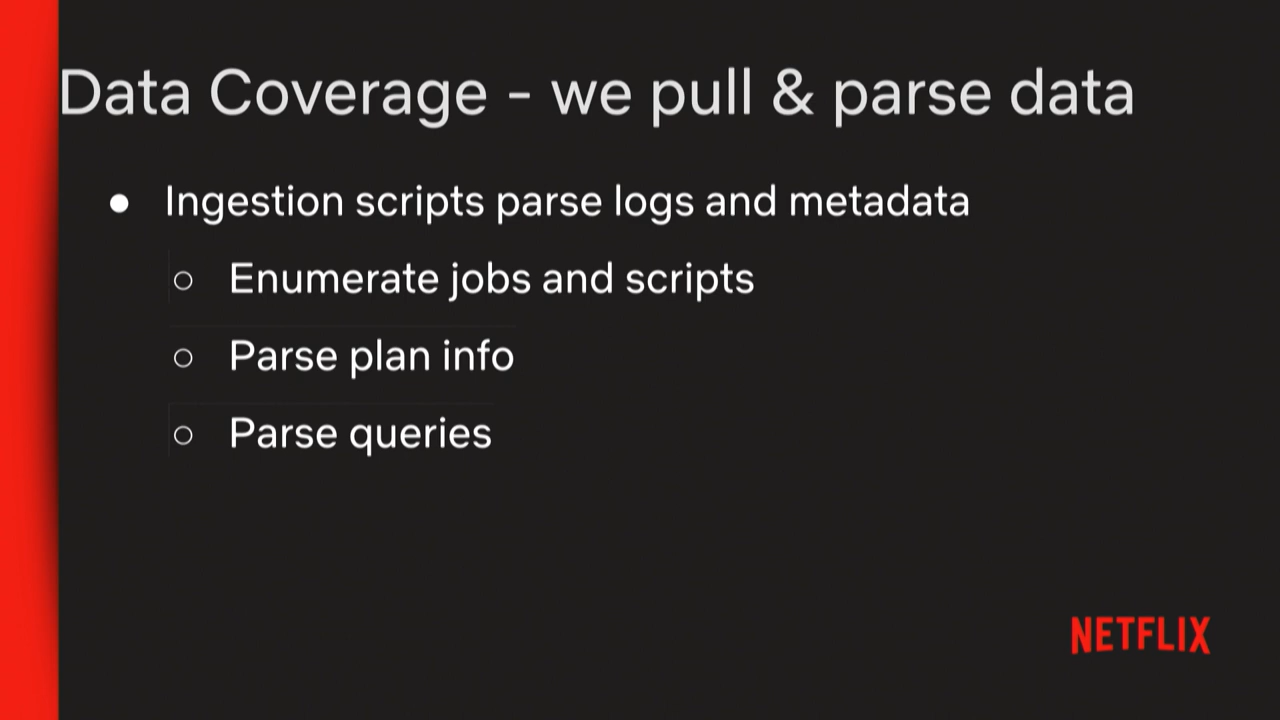 Data Coverage - we pull & parse data
● Ingestion scripts parse logs and metadata
○ Enumerate jobs and scripts
○ Parse plan info
○ Parse queries
NETFLIX